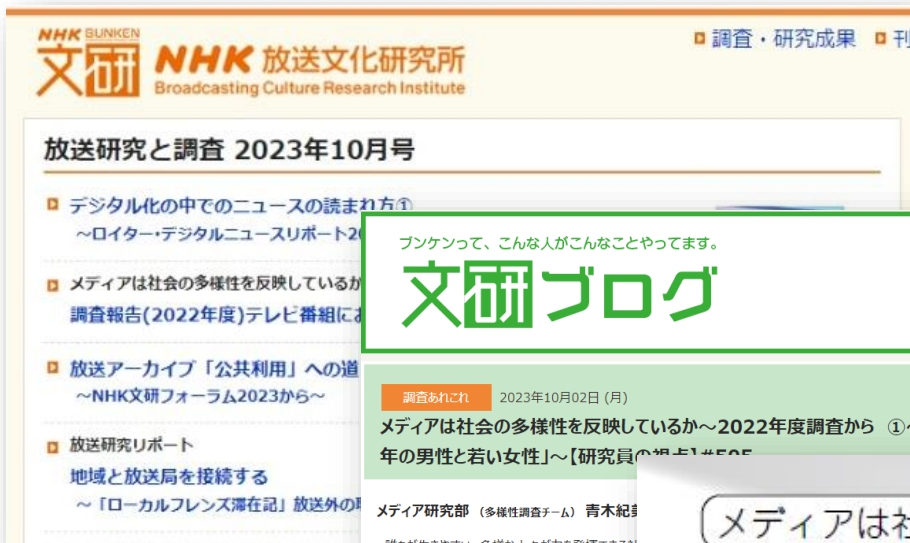 NHK BUNKEN
文研
NHK 放送文化研究所
Broadcasting Culture Research Institute
調査・研究成果
刊
放送研究と調査 2023年10月号
デジタル化の中でのニュースの読まれ方①
～ロイター・デジタルニュースリポート2
メディアは社会の多様性を反映しているか
調査報告(2022年度)テレビ番組にお
放送アーカイブ「公共利用」への道
～NHK文研フォーラム2023から～
放送研究リポート
地域と放送局を接続する
～「ローカルフレンズ滞在記」放送外の
ブンケンって、こんな人がこんなことやってます。
文研ブログ
調査あれこれ 2023年10月02日 (月)
メディアは社会の多様性を反映しているか～2022年度調査から ①
年の男性と若い女性」～【研究員の視点】#505
メディア研究部 （多様性調査チーム） 青木紀
メディアは社